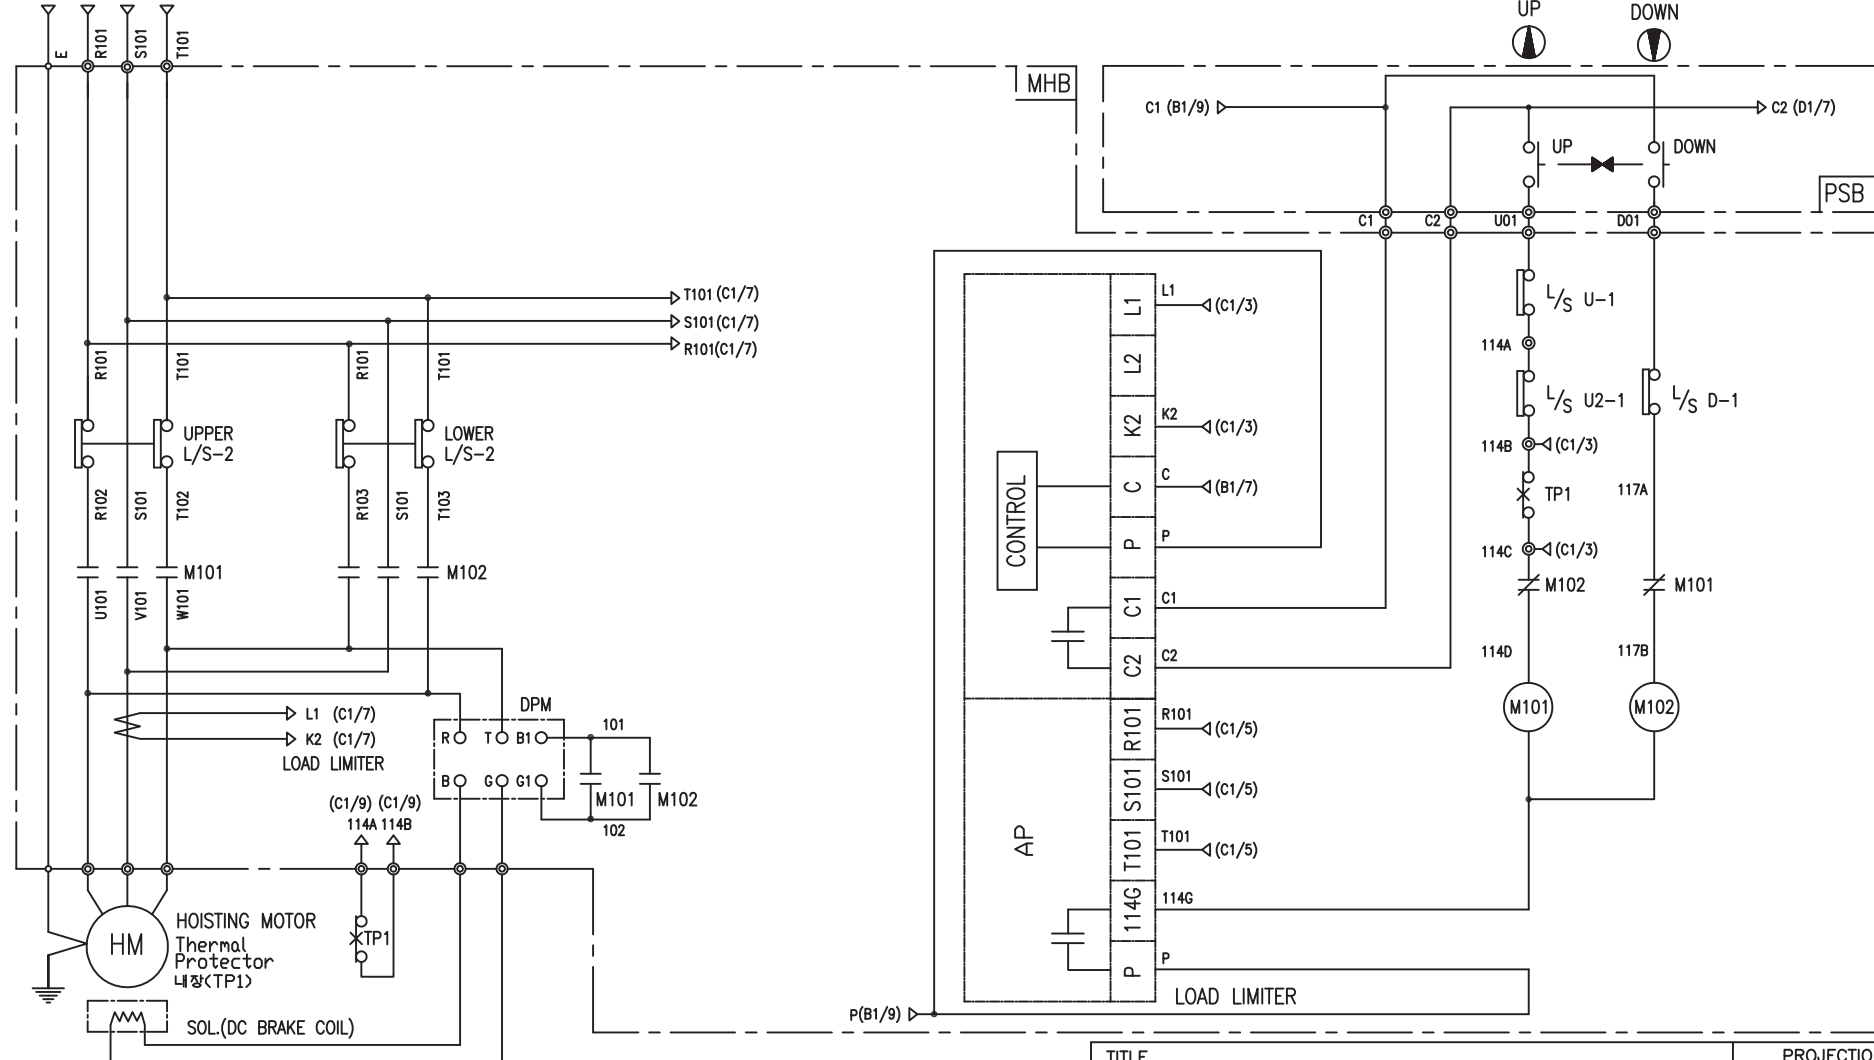 UP
DOWN
E
R101
S101
T101
MHB
C1 (B1/9)
C2 (D1/7)
UP
DOWN
PSB
C1
C2
U01
D01
T101 (C1/7)
S101 (C1/7)
R101(C1/7)
R101
T101
R101
T101
UPPER
L/S-2
LOWER
L/S-2
R102
S101
T102
R103
S101
T103
M101
M102
U101
V101
W101
L1 (C1/7)
K2 (C1/7)
LOAD LIMITER
DPM
R
T
B1
B
G
G1
101
M101
M102
102
(C1/9) (C1/9)
114A 114B
TP1
HM
HOISTING MOTOR
Thermal
Protector
내장(TP1)
SOL.(DC BRAKE COIL)
CONTROL
AP
L1
L1
(C1/3)
L2
K2
K2
(C1/3)
C
C
(B1/7)
P
P
C1
C1
C2
C2
R101
R101
(C1/5)
S101
S101
(C1/5)
T101
T101
(C1/5)
114G
114G
P
P
LOAD LIMITER
P(B1/9)
L/S U-1
114A
L/S U2-1
L/S D-1
114B
(C1/3)
TP1
117A
114C
(C1/3)
M102
M101
114D
117B
M101
M102
TITLE
PROJECTIO